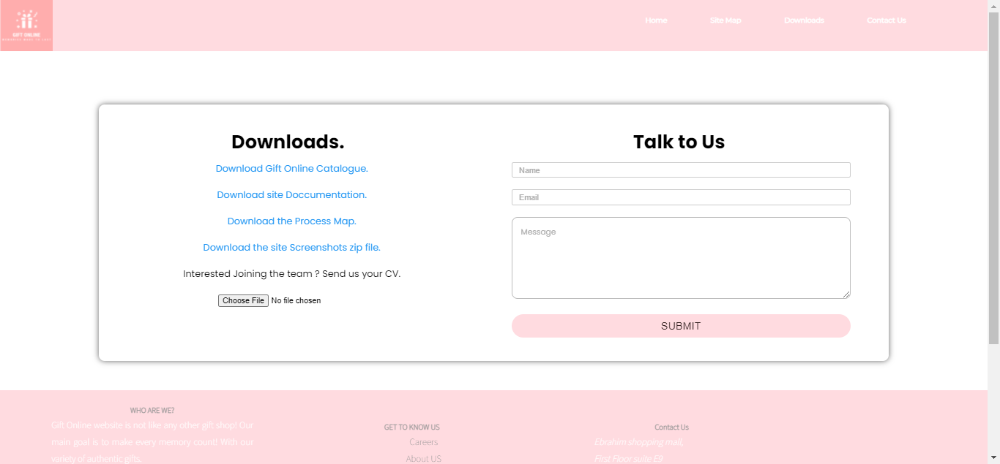 GIFT ONLINE
Home Site Map Downloads Contact Us
Downloads.
Download Gift Online Catalogue.
Download site Doccumentation.
Download the Process Map.
Download the site Screenshots zip file.
Interested Joining the team ? Send us your CV.
Choose File No file chosen
Talk to Us
Name
Email
Message
SUBMIT
WHO ARE WE?
Gift Online website is not like any other gift shop! Our
main goal is to make every memory count! With our
variety of authentic gifts.
GET TO KNOW US
Careers
About US
Contact Us
Ebrahim shopping mall,
First Floor suite E9